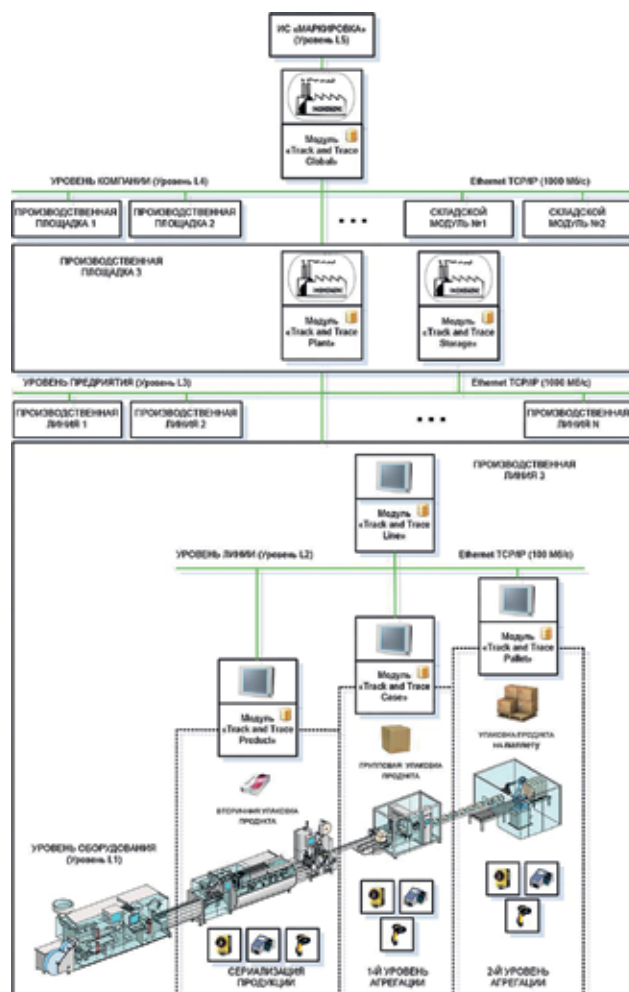 ИС «МАРКИРОВКА»
(Уровень L5)
Модуль
«Track and Trace
Global»
УРОВЕНЬ КОМПАНИИ (Уровень L4)
Ethernet TCP/IP (1000 Мб/с)
ПРОИЗВОДСТВЕННАЯ
ПЛОЩАДКА 1
ПРОИЗВОДСТВЕННАЯ
ПЛОЩАДКА 2
СКЛАДСКОЙ
МОДУЛЬ №1
СКЛАДСКОЙ
МОДУЛЬ №2
ПРОИЗВОДСТВЕННАЯ
ПЛОЩАДКА 3
Модуль
«Track and Trace
Plant»
Модуль
«Track and Trace
Storage»
УРОВЕНЬ ПРЕДРИЯТИЯ (Уровень L3)
Ethernet TCP/IP (1000 Мб/с)
ПРОИЗВОДСТВЕННАЯ
ЛИНИЯ 1
ПРОИЗВОДСТВЕННАЯ
ЛИНИЯ 2
ПРОИЗВОДСТВЕННАЯ
ЛИНИЯ N
ПРОИЗВОДСТВЕННАЯ
ЛИНИЯ 3
Модуль
«Track and Trace
Line»
УРОВЕНЬ ЛИНИИ (Уровень L2)
Ethernet TCP/IP (100 Мб/с)
Модуль
«Track and Trace
Pallet»
Модуль
«Track and Trace
Case»
Модуль
«Track and Trace
Product»
УПАКОВКА ПРОДУКТА
НА ПАЛЛЕТУ
ГРУППОВАЯ УПАКОВКА
ПРОДУКТА
ВТОРИЧНАЯ УПАКОВКА
ПРОДУКТА
УРОВЕНЬ ОБОРУДОВАНИЯ
(Уровень L1)
СЕРИАЛИЗАЦИЯ
ПРОДУКЦИИ
1-Й УРОВЕНЬ
АГРЕГАЦИИ
2-Й УРОВЕНЬ
АГРЕГАЦИИ